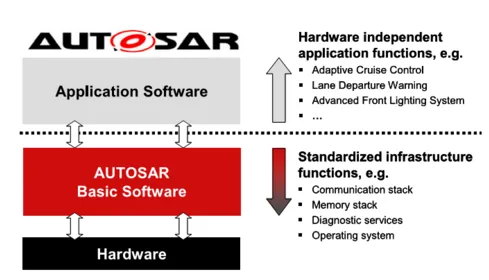 AUTOSAR
Application Software
AUTOSAR
Basic Software
Hardware
Hardware independent
application functions, e.g.
▪ Adaptive Cruise Control
▪ Lane Departure Warning
▪ Advanced Front Lighting System
▪ ...
Standardized infrastructure
functions, e.g.
▪ Communication stack
▪ Memory stack
▪ Diagnostic services
▪ Operating system